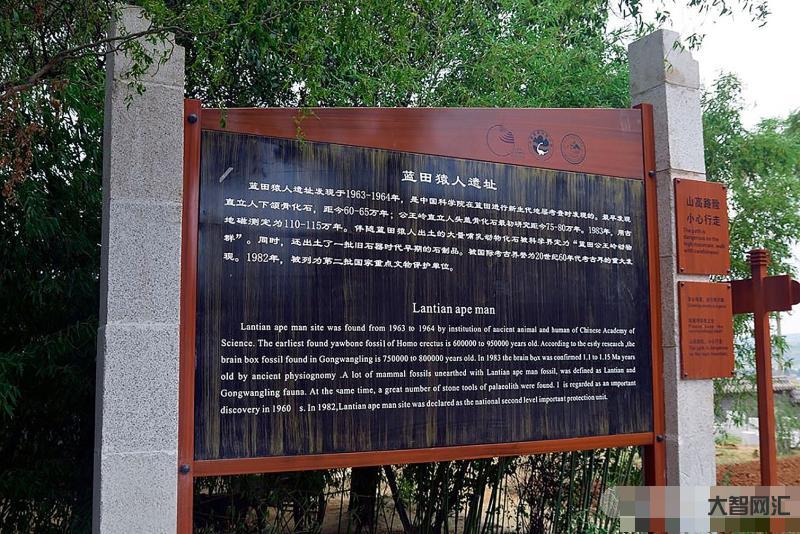 蓝田猿人遗址
蓝田猿人遗址发现于1963-1964年，是中国科学院在蓝田进行新生代地层考查时发现的。最早发现
直立人下颌骨化石，距今60-65万年；公王岭直立人头盖骨化石最初研究距今75-80万年。1983年，用古
地磁测定为110-115万年。伴随蓝田猿人出土的大量哺乳动物化石被科学界定为“蓝田公王岭动物
群”。同时，还出土了一批旧石器时代早期的石制品。被国际考古界誉为20世纪60年代考古界的重大发
现。1982年，被列为第二批国家重点文物保护单位。
Lantian ape man
Lantian ape man site was found from 1963 to 1964 by institution of ancient animal and human of Chinese Academy of
Science. The earliest found yawbone fossil of Homo erectus is 600000 to 950000 years old. According to the early reseach ,the
brain box fossil found in Gongwangling is 750000 to 800000 years old. In 1983 the brain box was confirmed 1.1 to 1.15 Ma years
old by ancient physiognomy .A lot of mammal fossils unearthed with Lantian ape man fossil, was defined as Lantian and
Gongwangling fauna. At the same time, a great number of stone tools of palaeolith were found. I is regarded as an important
discovery in 1960 s. In 1982,Lantian ape man site was declared as the national second level important protection unit.
山高路险
小心行走
The path is
dangerous on the
high mountain, walk
with carefulness!
大智网汇